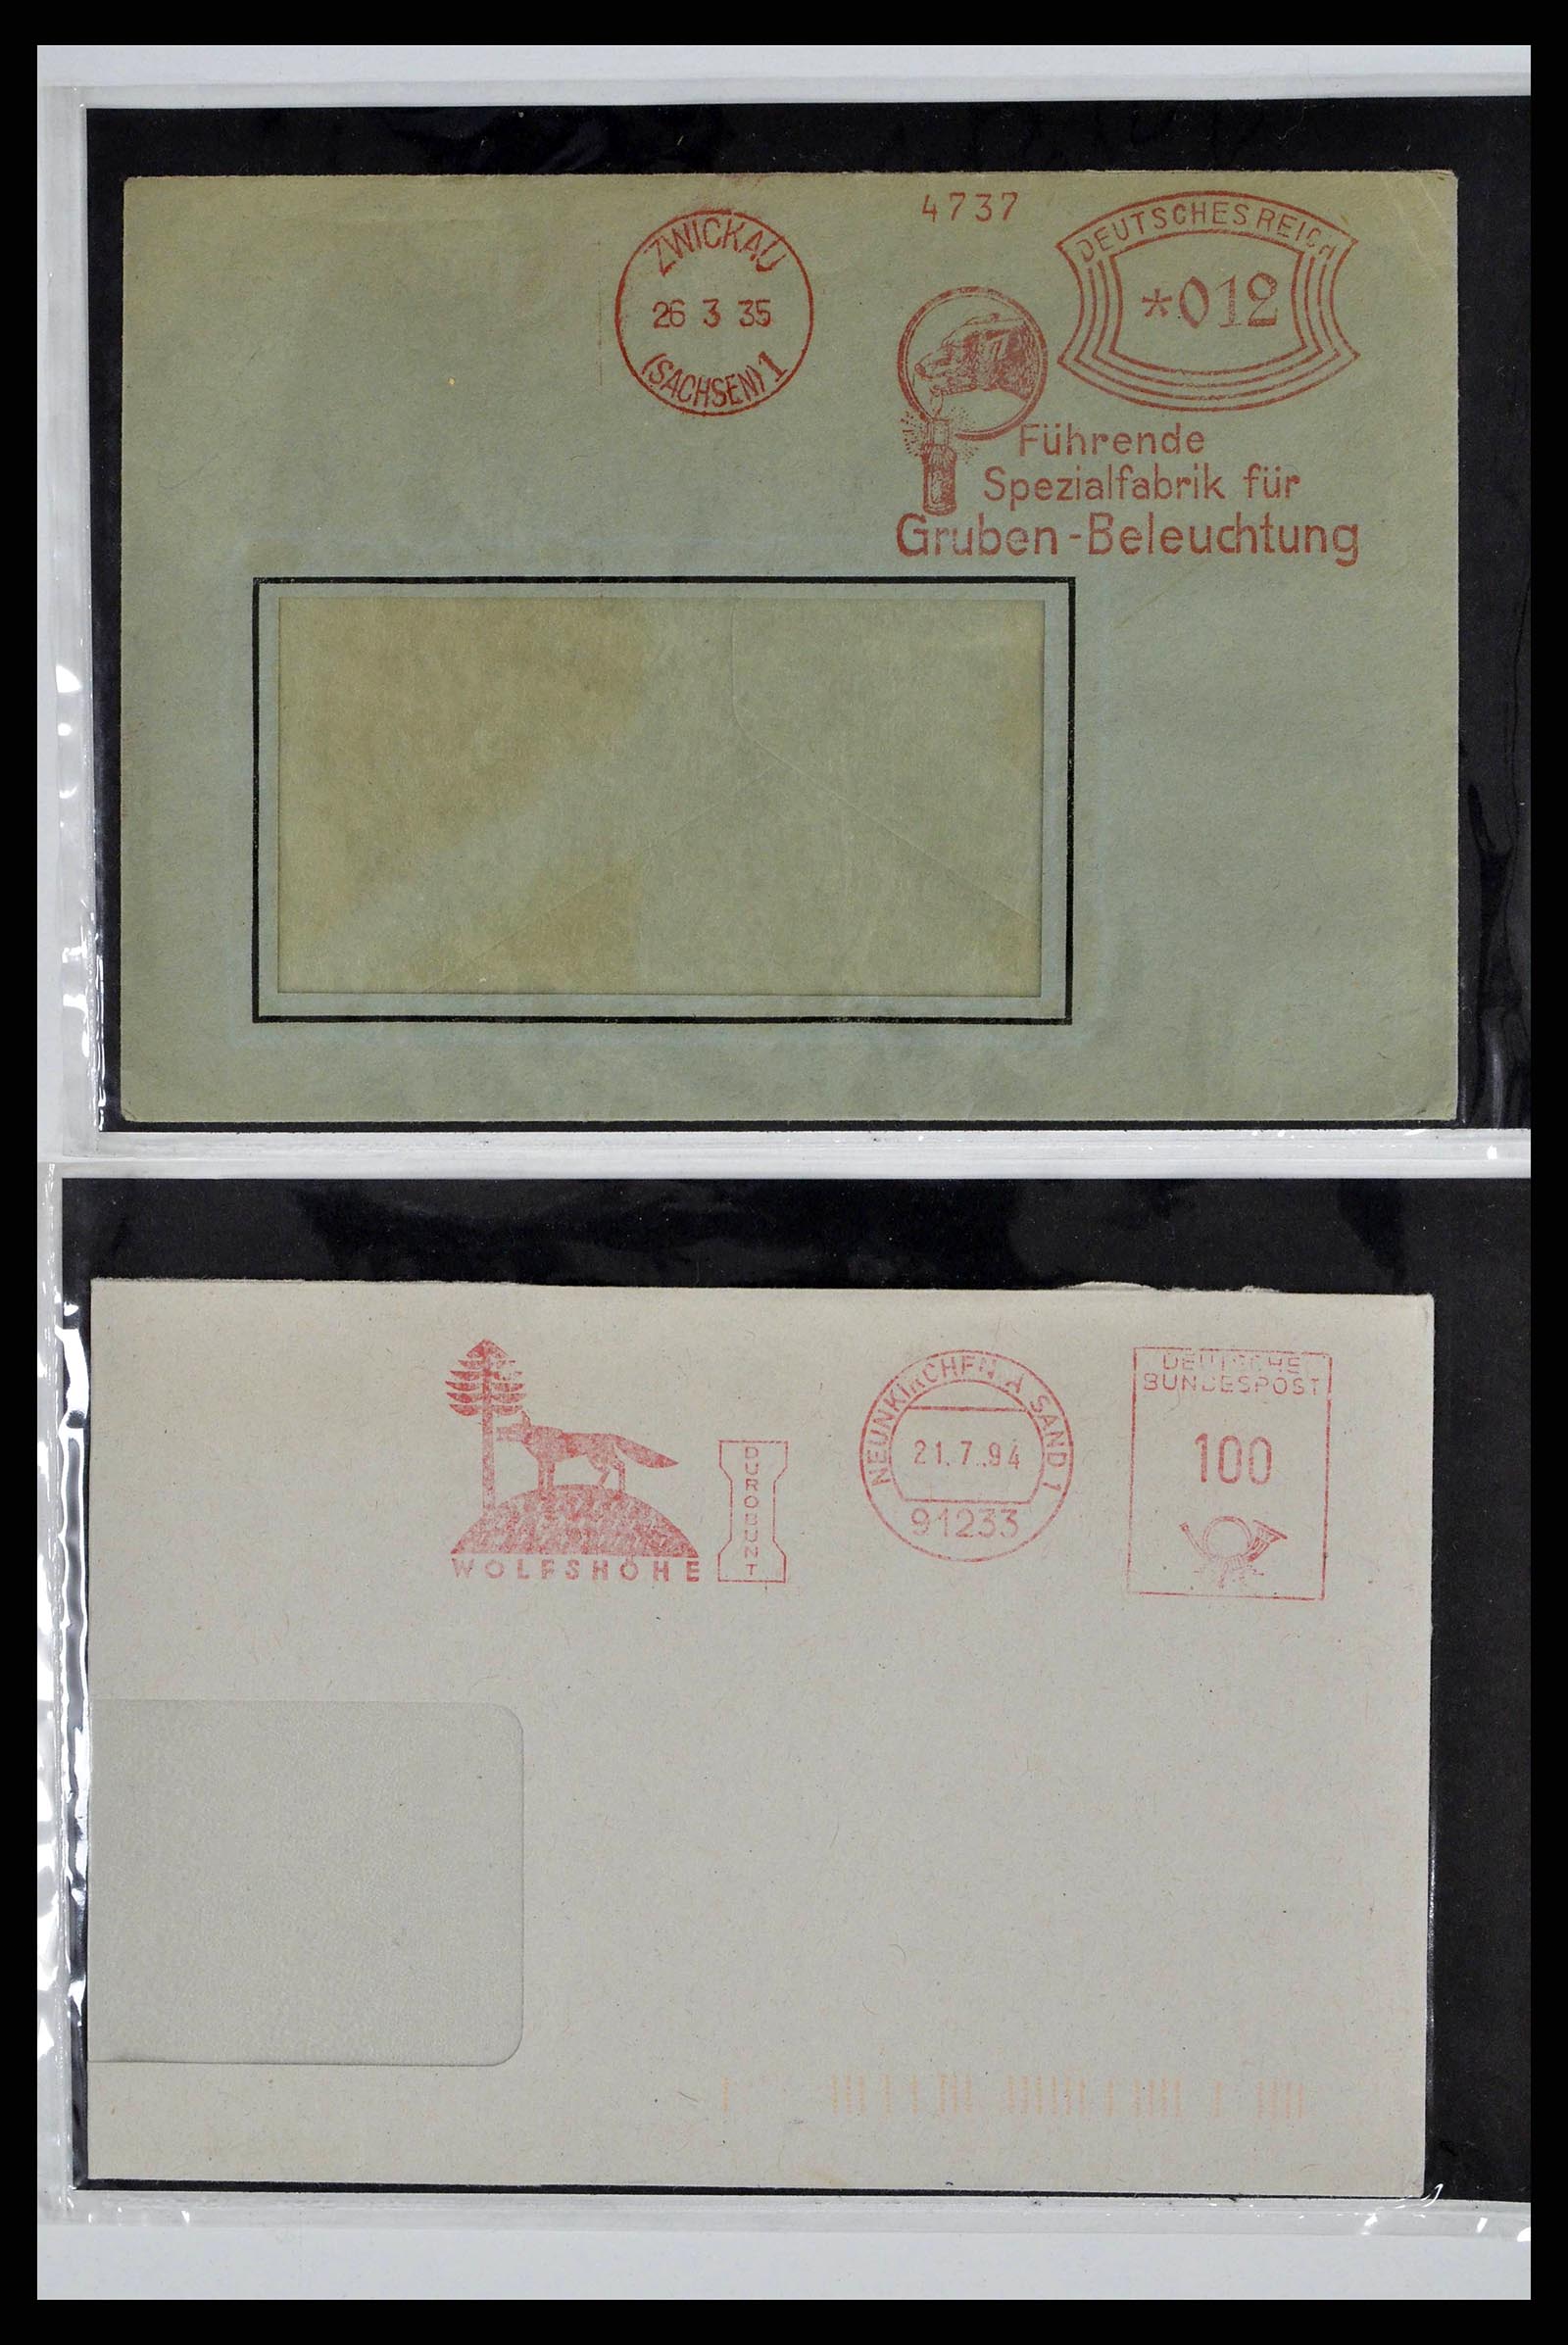 4737
DEUTSCHES REICH
ZWICKAU
26 3 35
(SACHSEN) 1
*012
Führende
Spezialfabrik für
Gruben-Beleuchtung
DEUTSCHE
BUNDESPOST
100
NEUNKIRCHEN A SAND 1
21.7.94
91233
WOLFSHÖHE
DUROBUNT